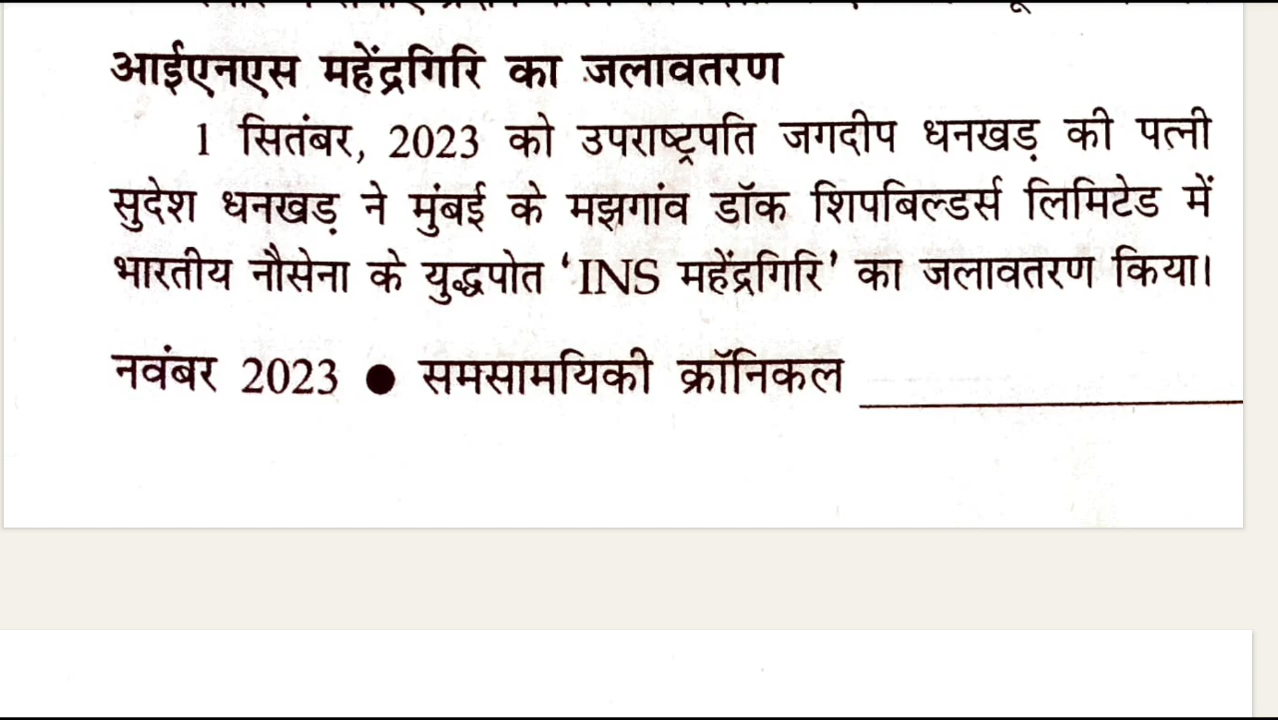 आईएनएस महेंद्रगिरि का जलावतरण
1 सितंबर, 2023 को उपराष्ट्रपति जगदीप धनखड़ की पत्नी
सुदेश धनखड़ ने मुंबई के मझगांव डॉक शिपबिल्डर्स लिमिटेड में
भारतीय नौसेना के युद्धपोत ‘INS महेंद्रगिरि’ का जलावतरण किया।
नवंबर 2023 ● समसामयिकी क्रॉनिकल